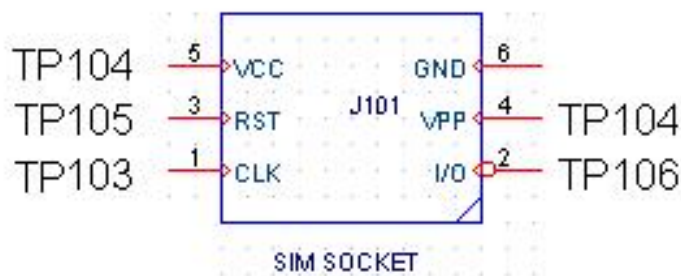 TP104 5 VCC GND 6
J101
TP105 3 RST VPP 4 TP104
TP103 1 CLK I/O 2 TP106
SIM SOCKET